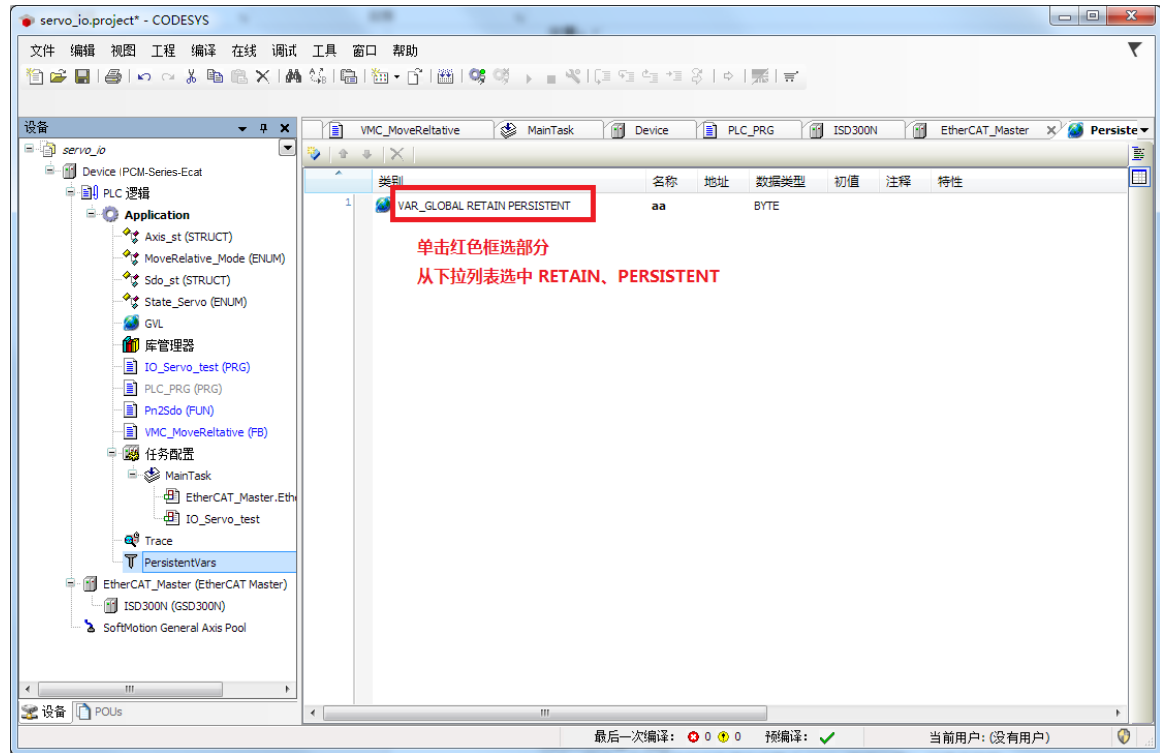 servo_io.project* - CODESYS
文件 编辑 视图 工程 编译 在线 调试 工具 窗口 帮助
设备
VMC_MoveReltative MainTask Device PLC_PRG ISD300N EtherCAT_Master Persiste
servo_io
Device (PCM-Series-Ecat
PLC 逻辑
Application
Axis_st (STRUCT)
MoveRelative_Mode (ENUM)
Sdo_st (STRUCT)
State_Servo (ENUM)
GVL
库管理器
IO_Servo_test (PRG)
PLC_PRG (PRG)
Pn2Sdo (FUN)
VMC_MoveReltative (FB)
任务配置
MainTask
EtherCAT_Master.Eth
IO_Servo_test
Trace
PersistentVars
EtherCAT_Master (EtherCAT Master)
ISD300N (GSD300N)
SoftMotion General Axis Pool
设备 POUs
类别 名称 地址 数据类型 初值 注释 特性
1 VAR_GLOBAL RETAIN PERSISTENT aa BYTE
单击红色框选部分
从下拉列表选中 RETAIN、PERSISTENT
最后一次编译: 0 0 预编译: 当前用户: (没有用户)